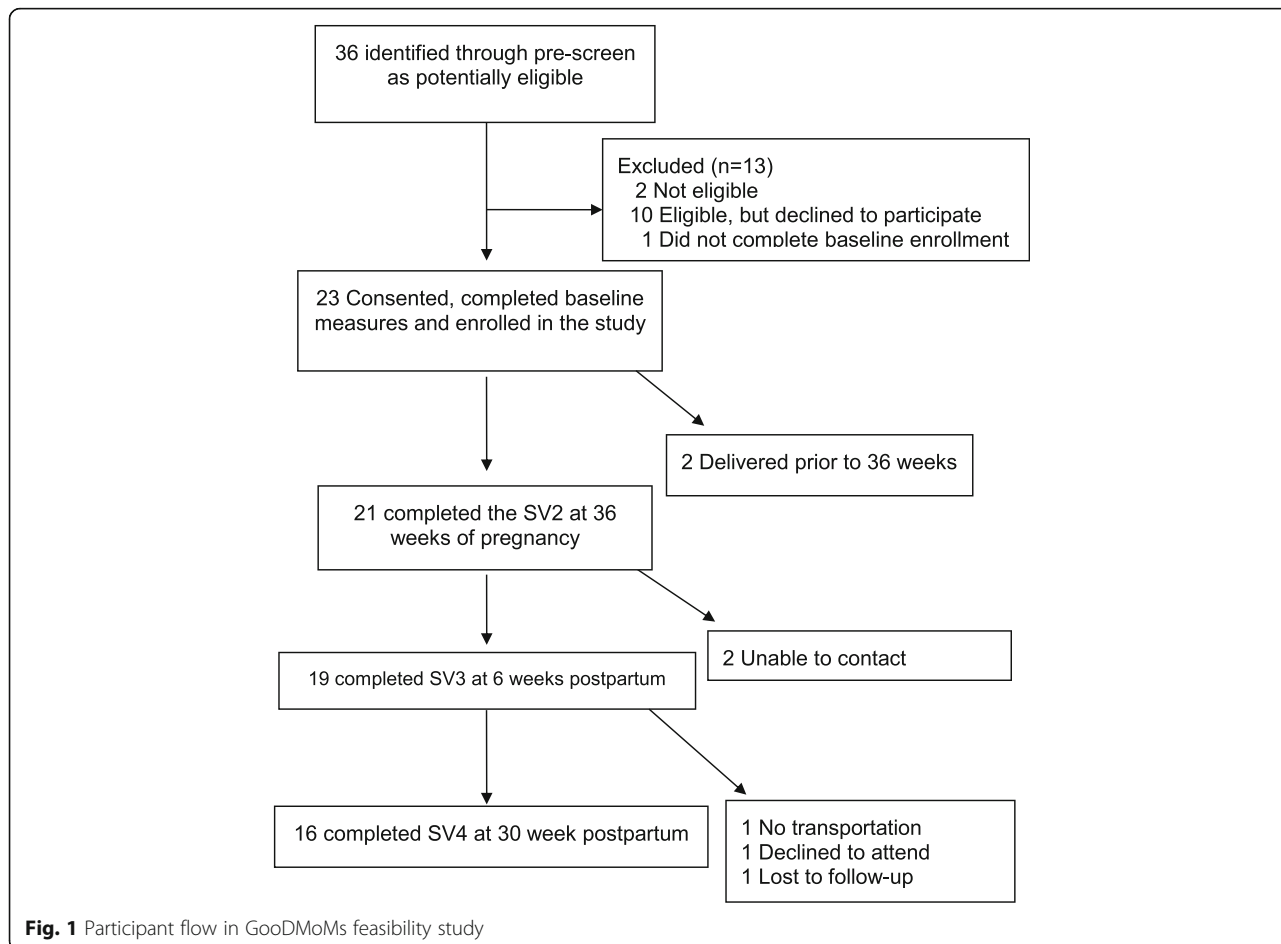 36 identified through pre-screen
as potentially eligible
Excluded (n=13)
2 Not eligible
10 Eligible, but declined to participate
1 Did not complete baseline enrollment
23 Consented, completed baseline
measures and enrolled in the study
2 Delivered prior to 36 weeks
21 completed the SV2 at 36
weeks of pregnancy
2 Unable to contact
19 completed SV3 at 6 weeks postpartum
1 No transportation
1 Declined to attend
1 Lost to follow-up
16 completed SV4 at 30 week postpartum
Fig. 1 Participant flow in GooDMoMs feasibility study